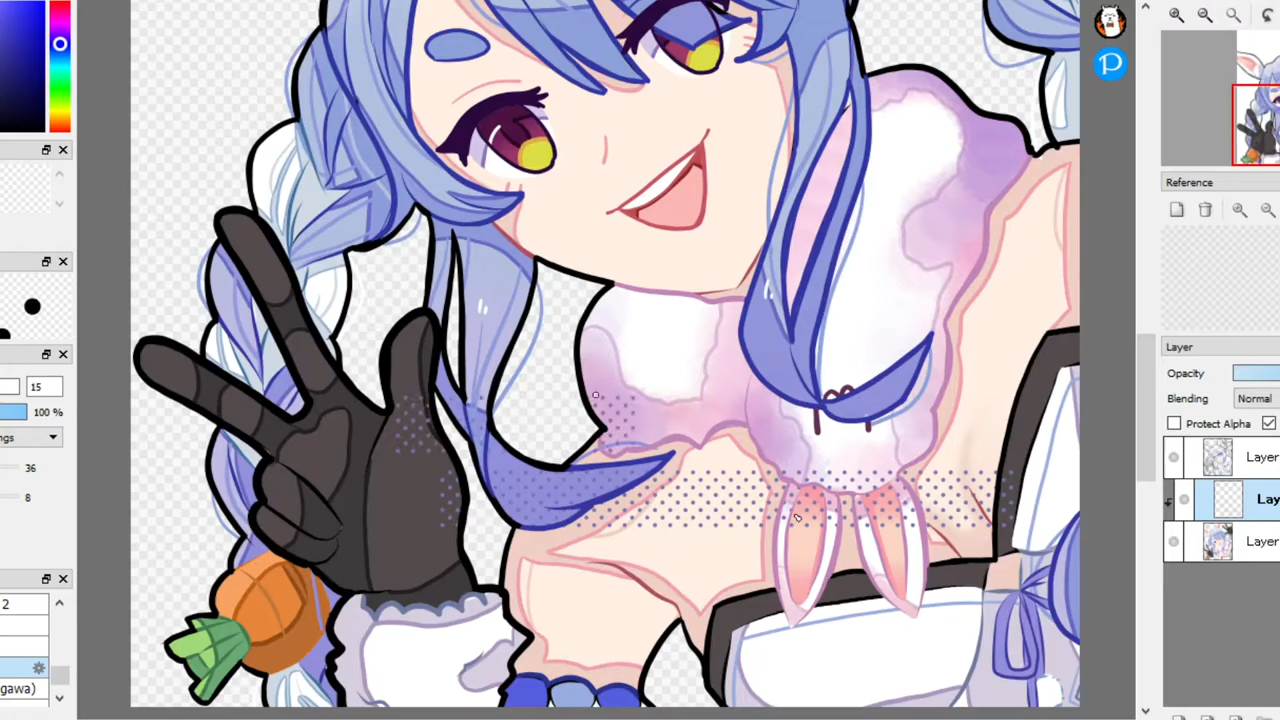 15
100 %
ngs
36
8
2
gawa)
P
Reference
Layer
Opacity
Blending
Normal
Protect Alpha
Layer
Lay
Layer